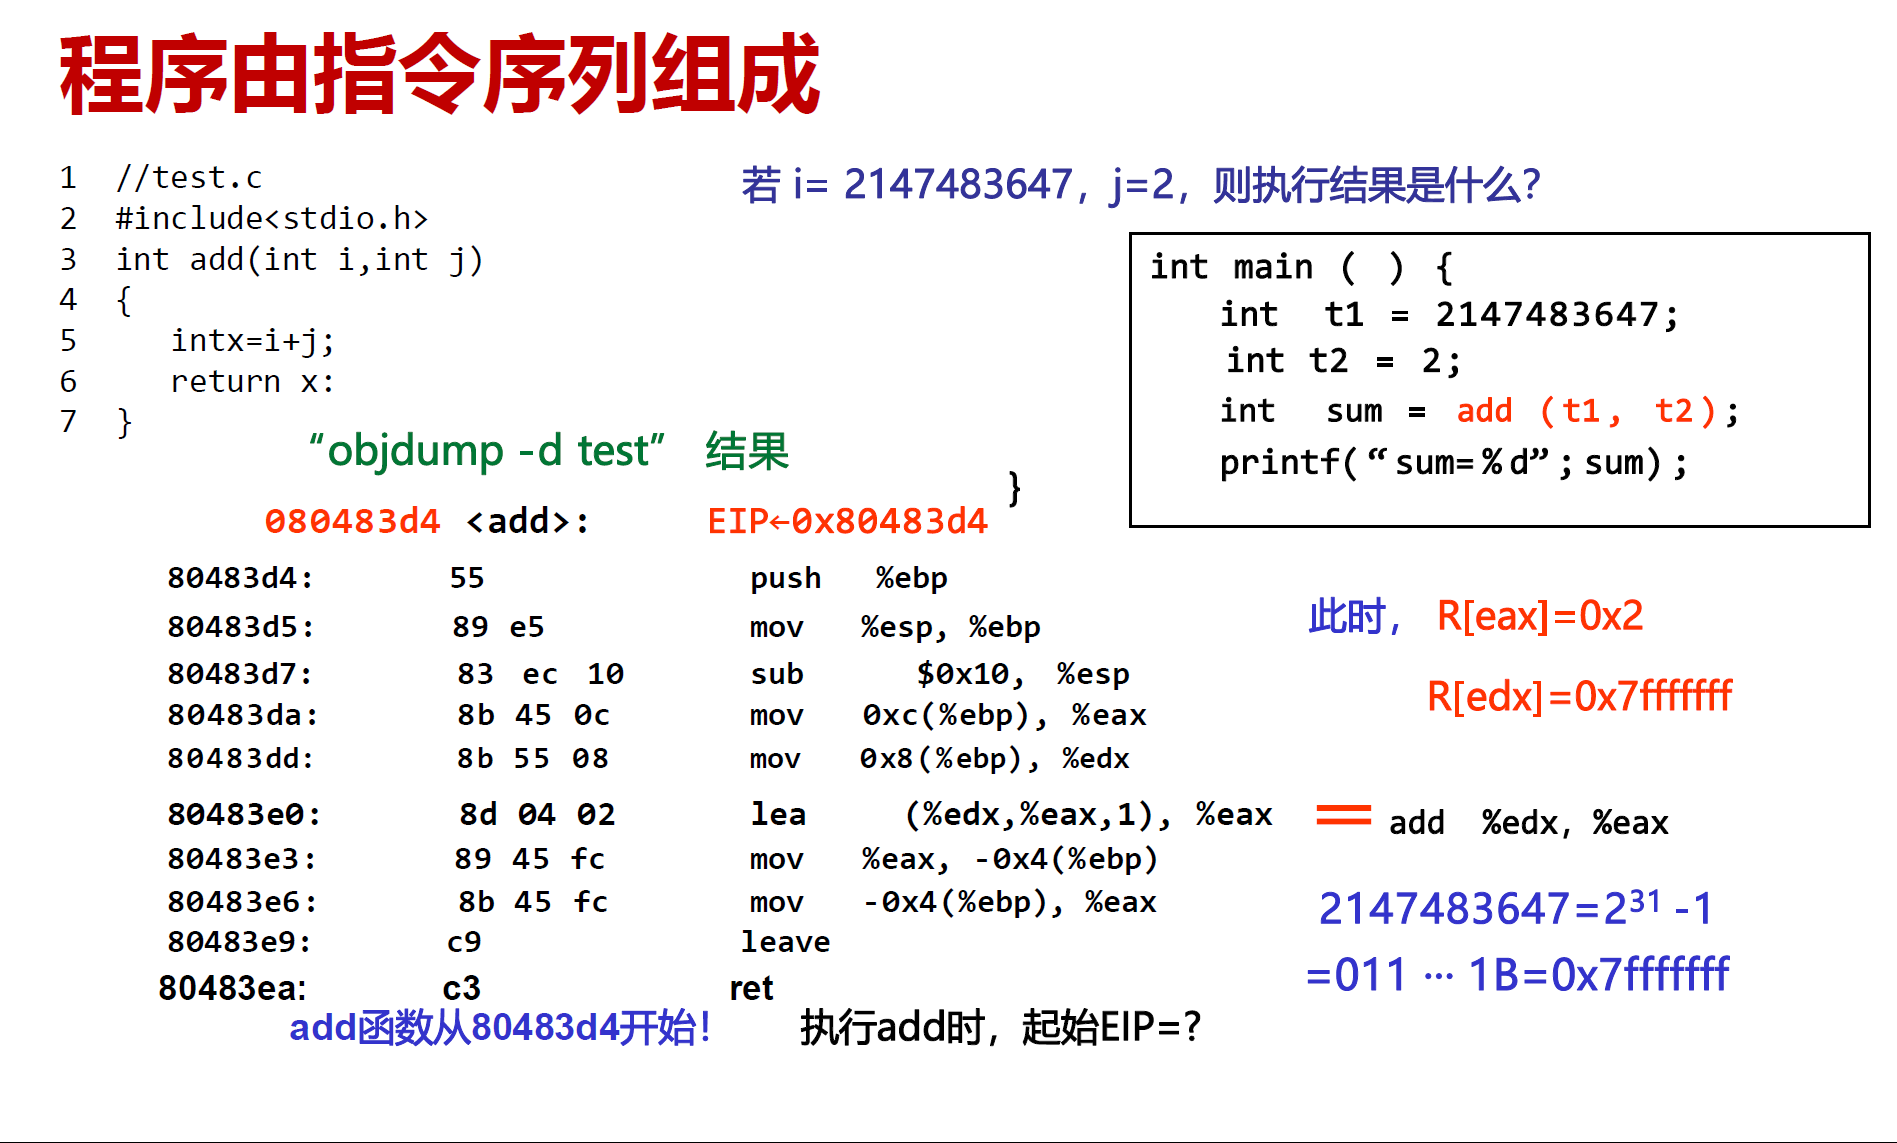 程序由指令序列组成
1 //test.c
2 #include<stdio.h>
3 int add(int i,int j)
4 {
5 intx=i+j;
6 return x:
7 }
若 i= 2147483647，j=2，则执行结果是什么？
int main ( ) {
int t1 = 2147483647;
int t2 = 2;
int sum = add (t1, t2);
printf(“sum=%d”;sum);
}
“objdump -d test” 结果
080483d4 <add>: EIP←0x80483d4
80483d4: 55 push %ebp
80483d5: 89 e5 mov %esp, %ebp
80483d7: 83 ec 10 sub $0x10, %esp
80483da: 8b 45 0c mov 0xc(%ebp), %eax
80483dd: 8b 55 08 mov 0x8(%ebp), %edx
80483e0: 8d 04 02 lea (%edx,%eax,1), %eax
80483e3: 89 45 fc mov %eax, -0x4(%ebp)
80483e6: 8b 45 fc mov -0x4(%ebp), %eax
80483e9: c9 leave
80483ea: c3 ret
此时， R[eax]=0x2
R[edx]=0x7fffffff
= add %edx, %eax
2147483647=2³¹ -1
=011 … 1B=0x7fffffff
add函数从80483d4开始！ 执行add时，起始EIP=？